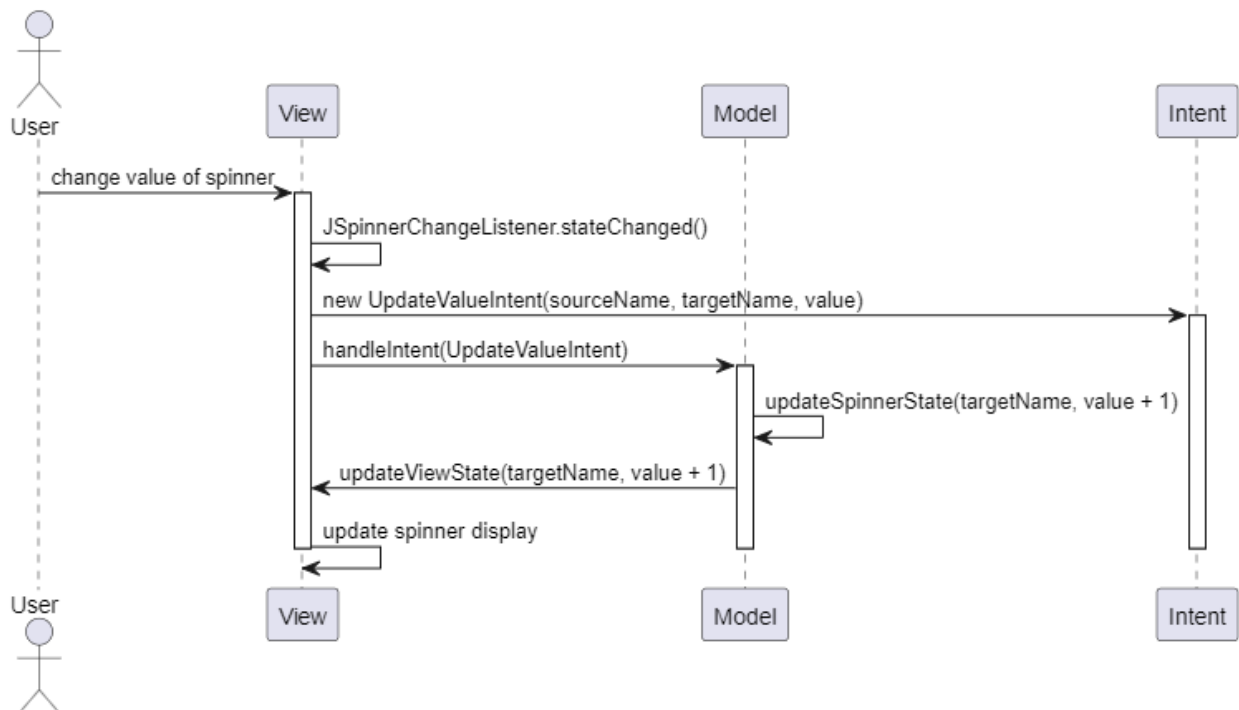 User
View
Model
Intent
change value of spinner
JSpinnerChangeListener.stateChanged()
new UpdateValueIntent(sourceName, targetName, value)
handleIntent(UpdateValueIntent)
updateSpinnerState(targetName, value + 1)
updateViewState(targetName, value + 1)
update spinner display
User
View
Model
Intent